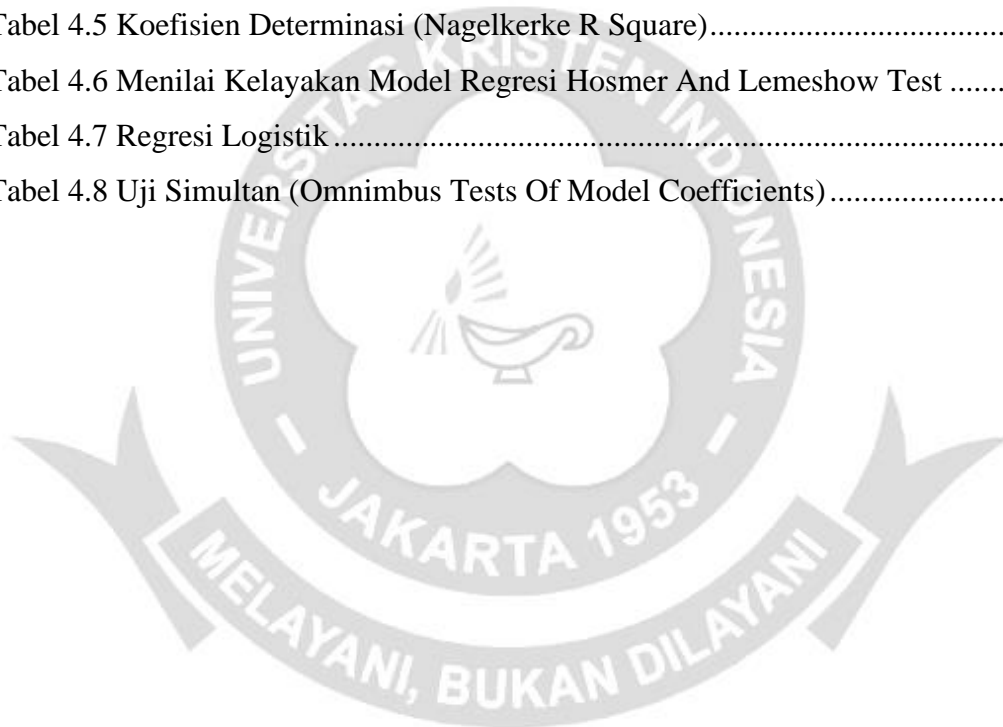 Tabel 4.5 Koefisien Determinasi (Nagelkerke R Square)....................................
Tabel 4.6 Menilai Kelayakan Model Regresi Hosmer And Lemeshow Test .......
Tabel 4.7 Regresi Logistik..........................................................................................
Tabel 4.8 Uji Simultan (Omnimbus Tests Of Model Coefficients)......................
UNIVERSITAS KRISTEN INDONESIA
- JAKARTA 1953 -
MELAYANI, BUKAN DILAYANI